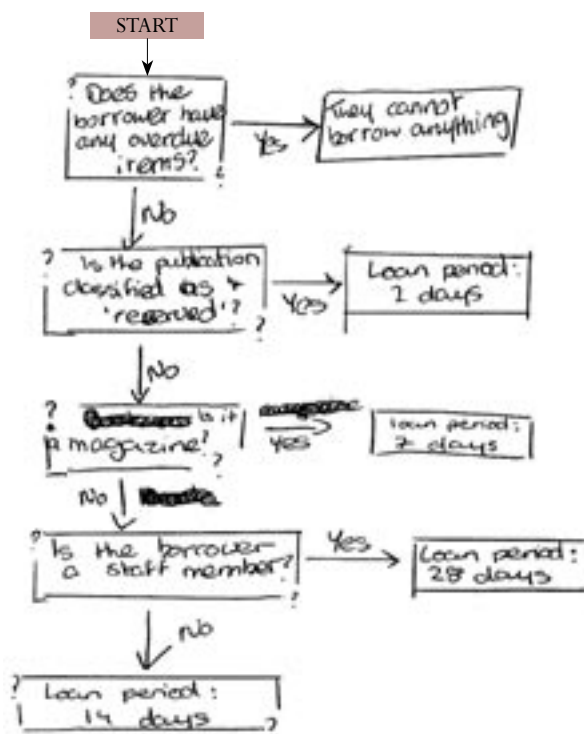 START
? Does the
borrower have
any overdue
items? ?
Yes
They cannot
borrow anything
No
? Is the publication
classified as
'reserved'? ?
Yes
Loan period:
2 days
No
? Is it
a magazine? ?
Yes
loan period:
7 days
No
? Is the borrower
a staff member? ?
Yes
Loan period:
28 days
No
? Loan period:
14 days ?